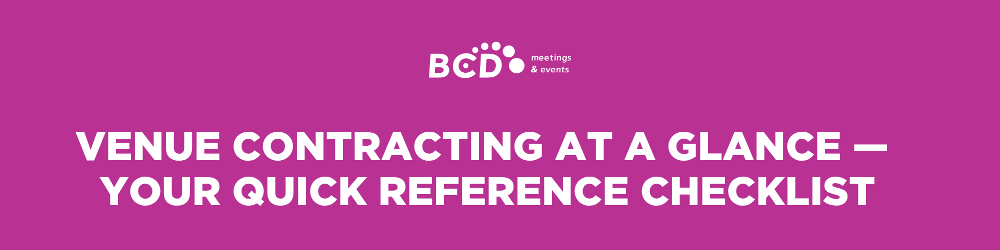 BCD
meetings
& events
VENUE CONTRACTING AT A GLANCE —
YOUR QUICK REFERENCE CHECKLIST